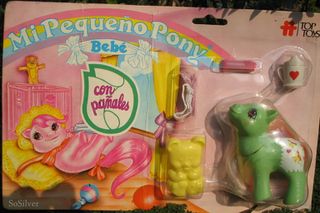 Mi Pequeño Pony
Bebé
con
pañales
TOP
TOYS
SoSilver